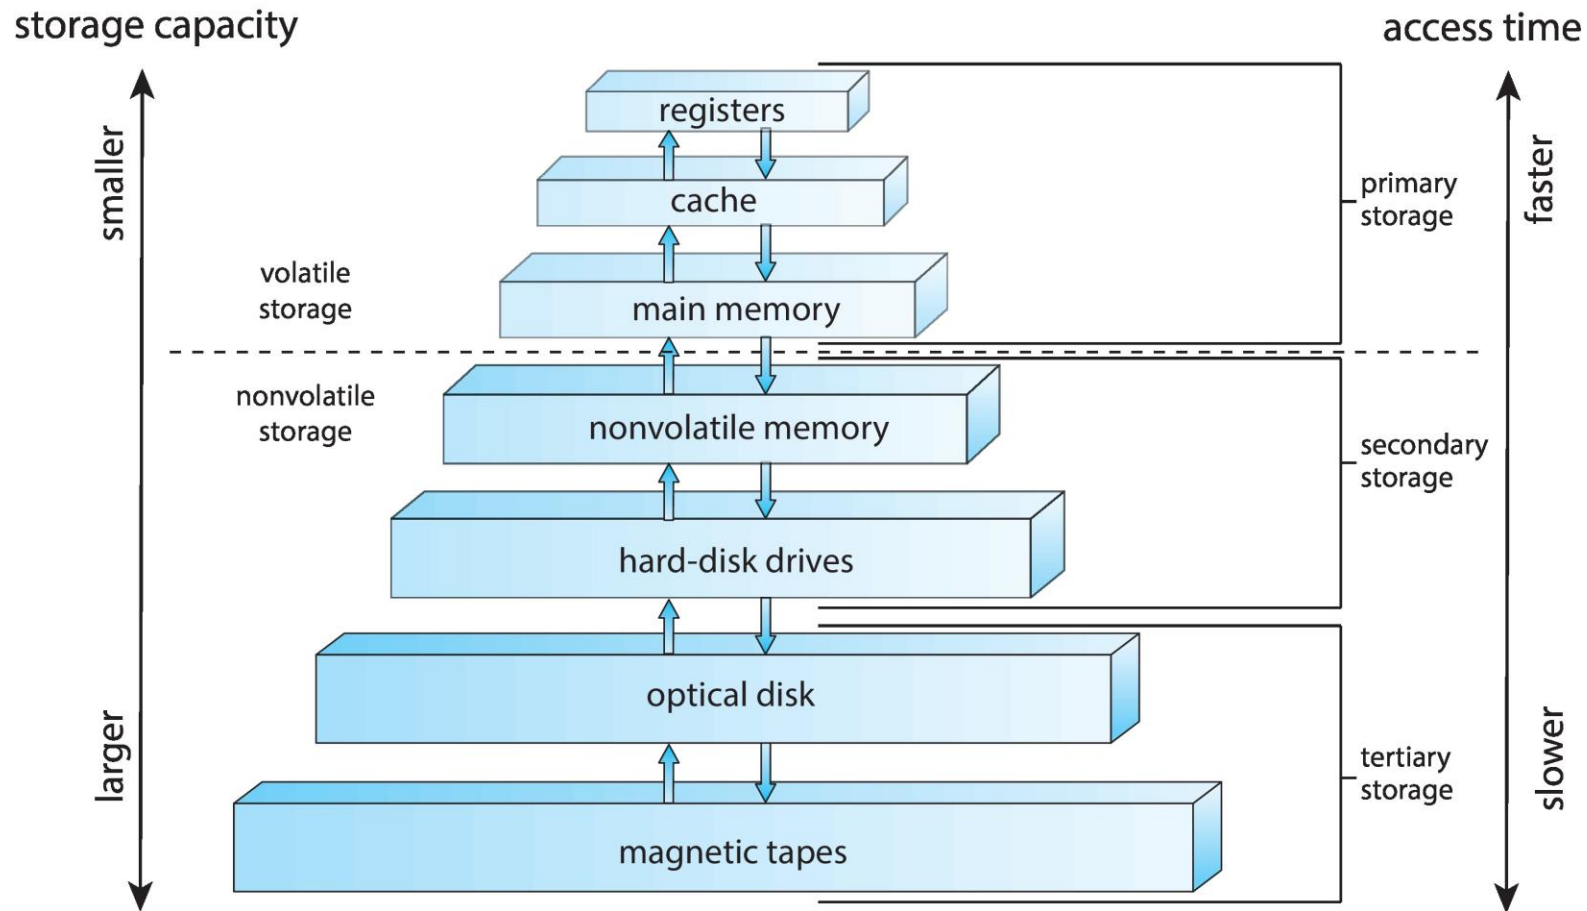 storage capacity
access time
smaller
larger
volatile
storage
nonvolatile
storage
registers
cache
main memory
nonvolatile memory
hard-disk drives
optical disk
magnetic tapes
primary
storage
secondary
storage
tertiary
storage
faster
slower